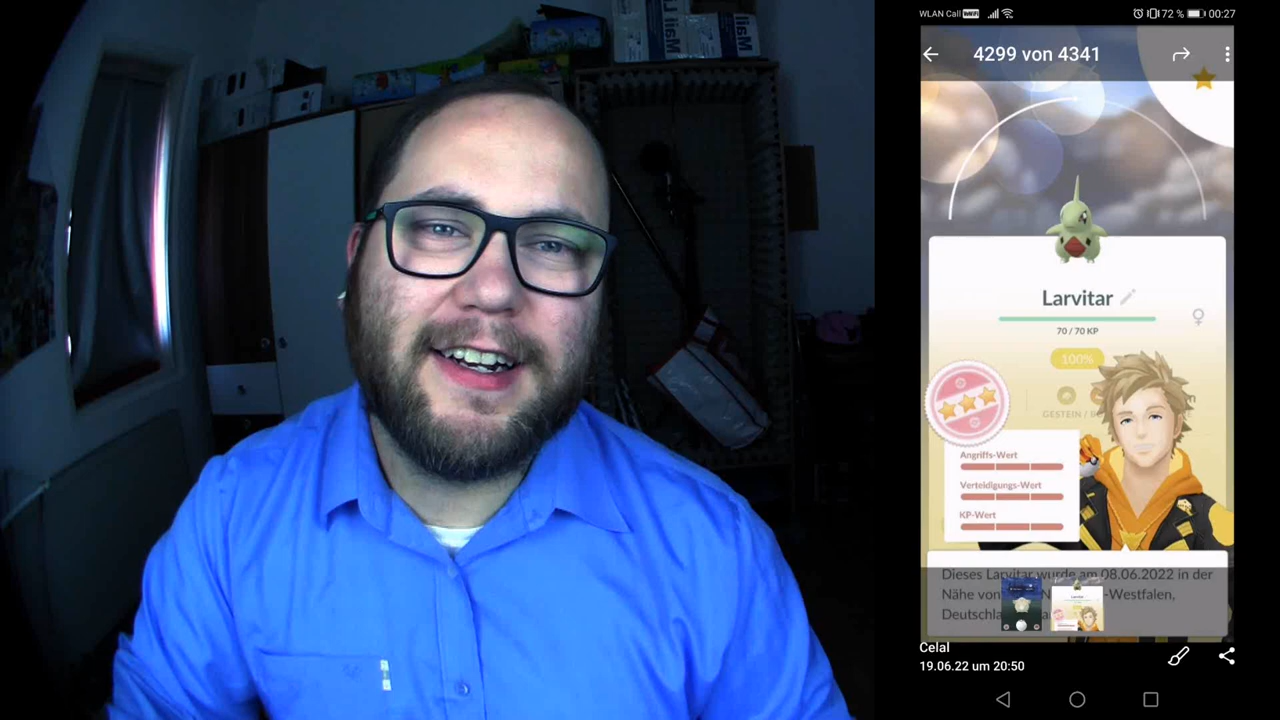 WLAN Call
72 %
00:27
4299 von 4341
Larvitar
70 / 70 KP
100%
GESTEIN /
Angriffs-Wert
Verteidigungs-Wert
KP-Wert
Dieses Larvitar wurde am 08.06.2022 in der
Nähe von
-Westfalen,
Celal
19.06.22 um 20:50